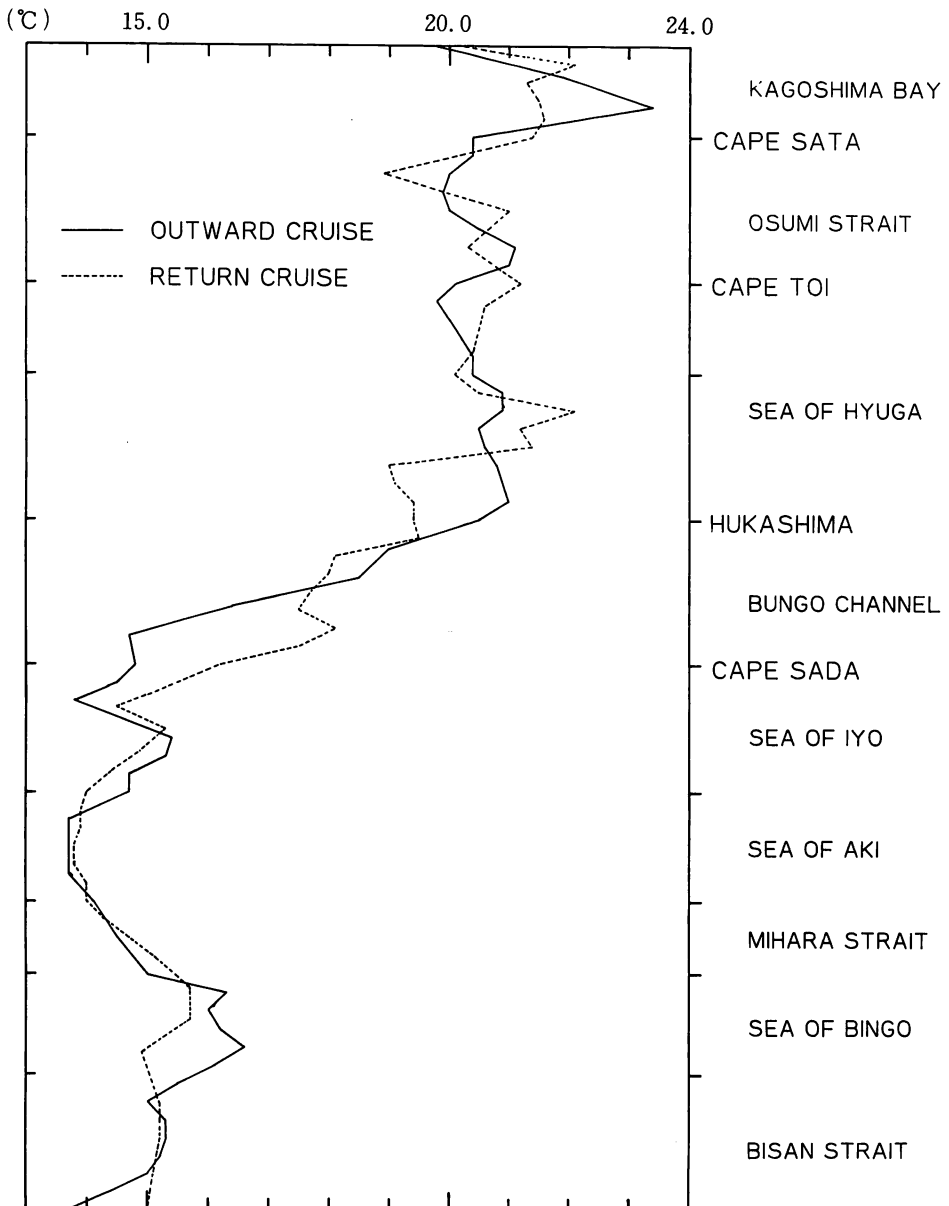 (℃) 15.0 20.0 24.0
KAGOSHIMA BAY
CAPE SATA
OSUMI STRAIT
OUTWARD CRUISE
RETURN CRUISE
CAPE TOI
SEA OF HYUGA
HUKASHIMA
BUNGO CHANNEL
CAPE SADA
SEA OF IYO
SEA OF AKI
MIHARA STRAIT
SEA OF BINGO
BISAN STRAIT